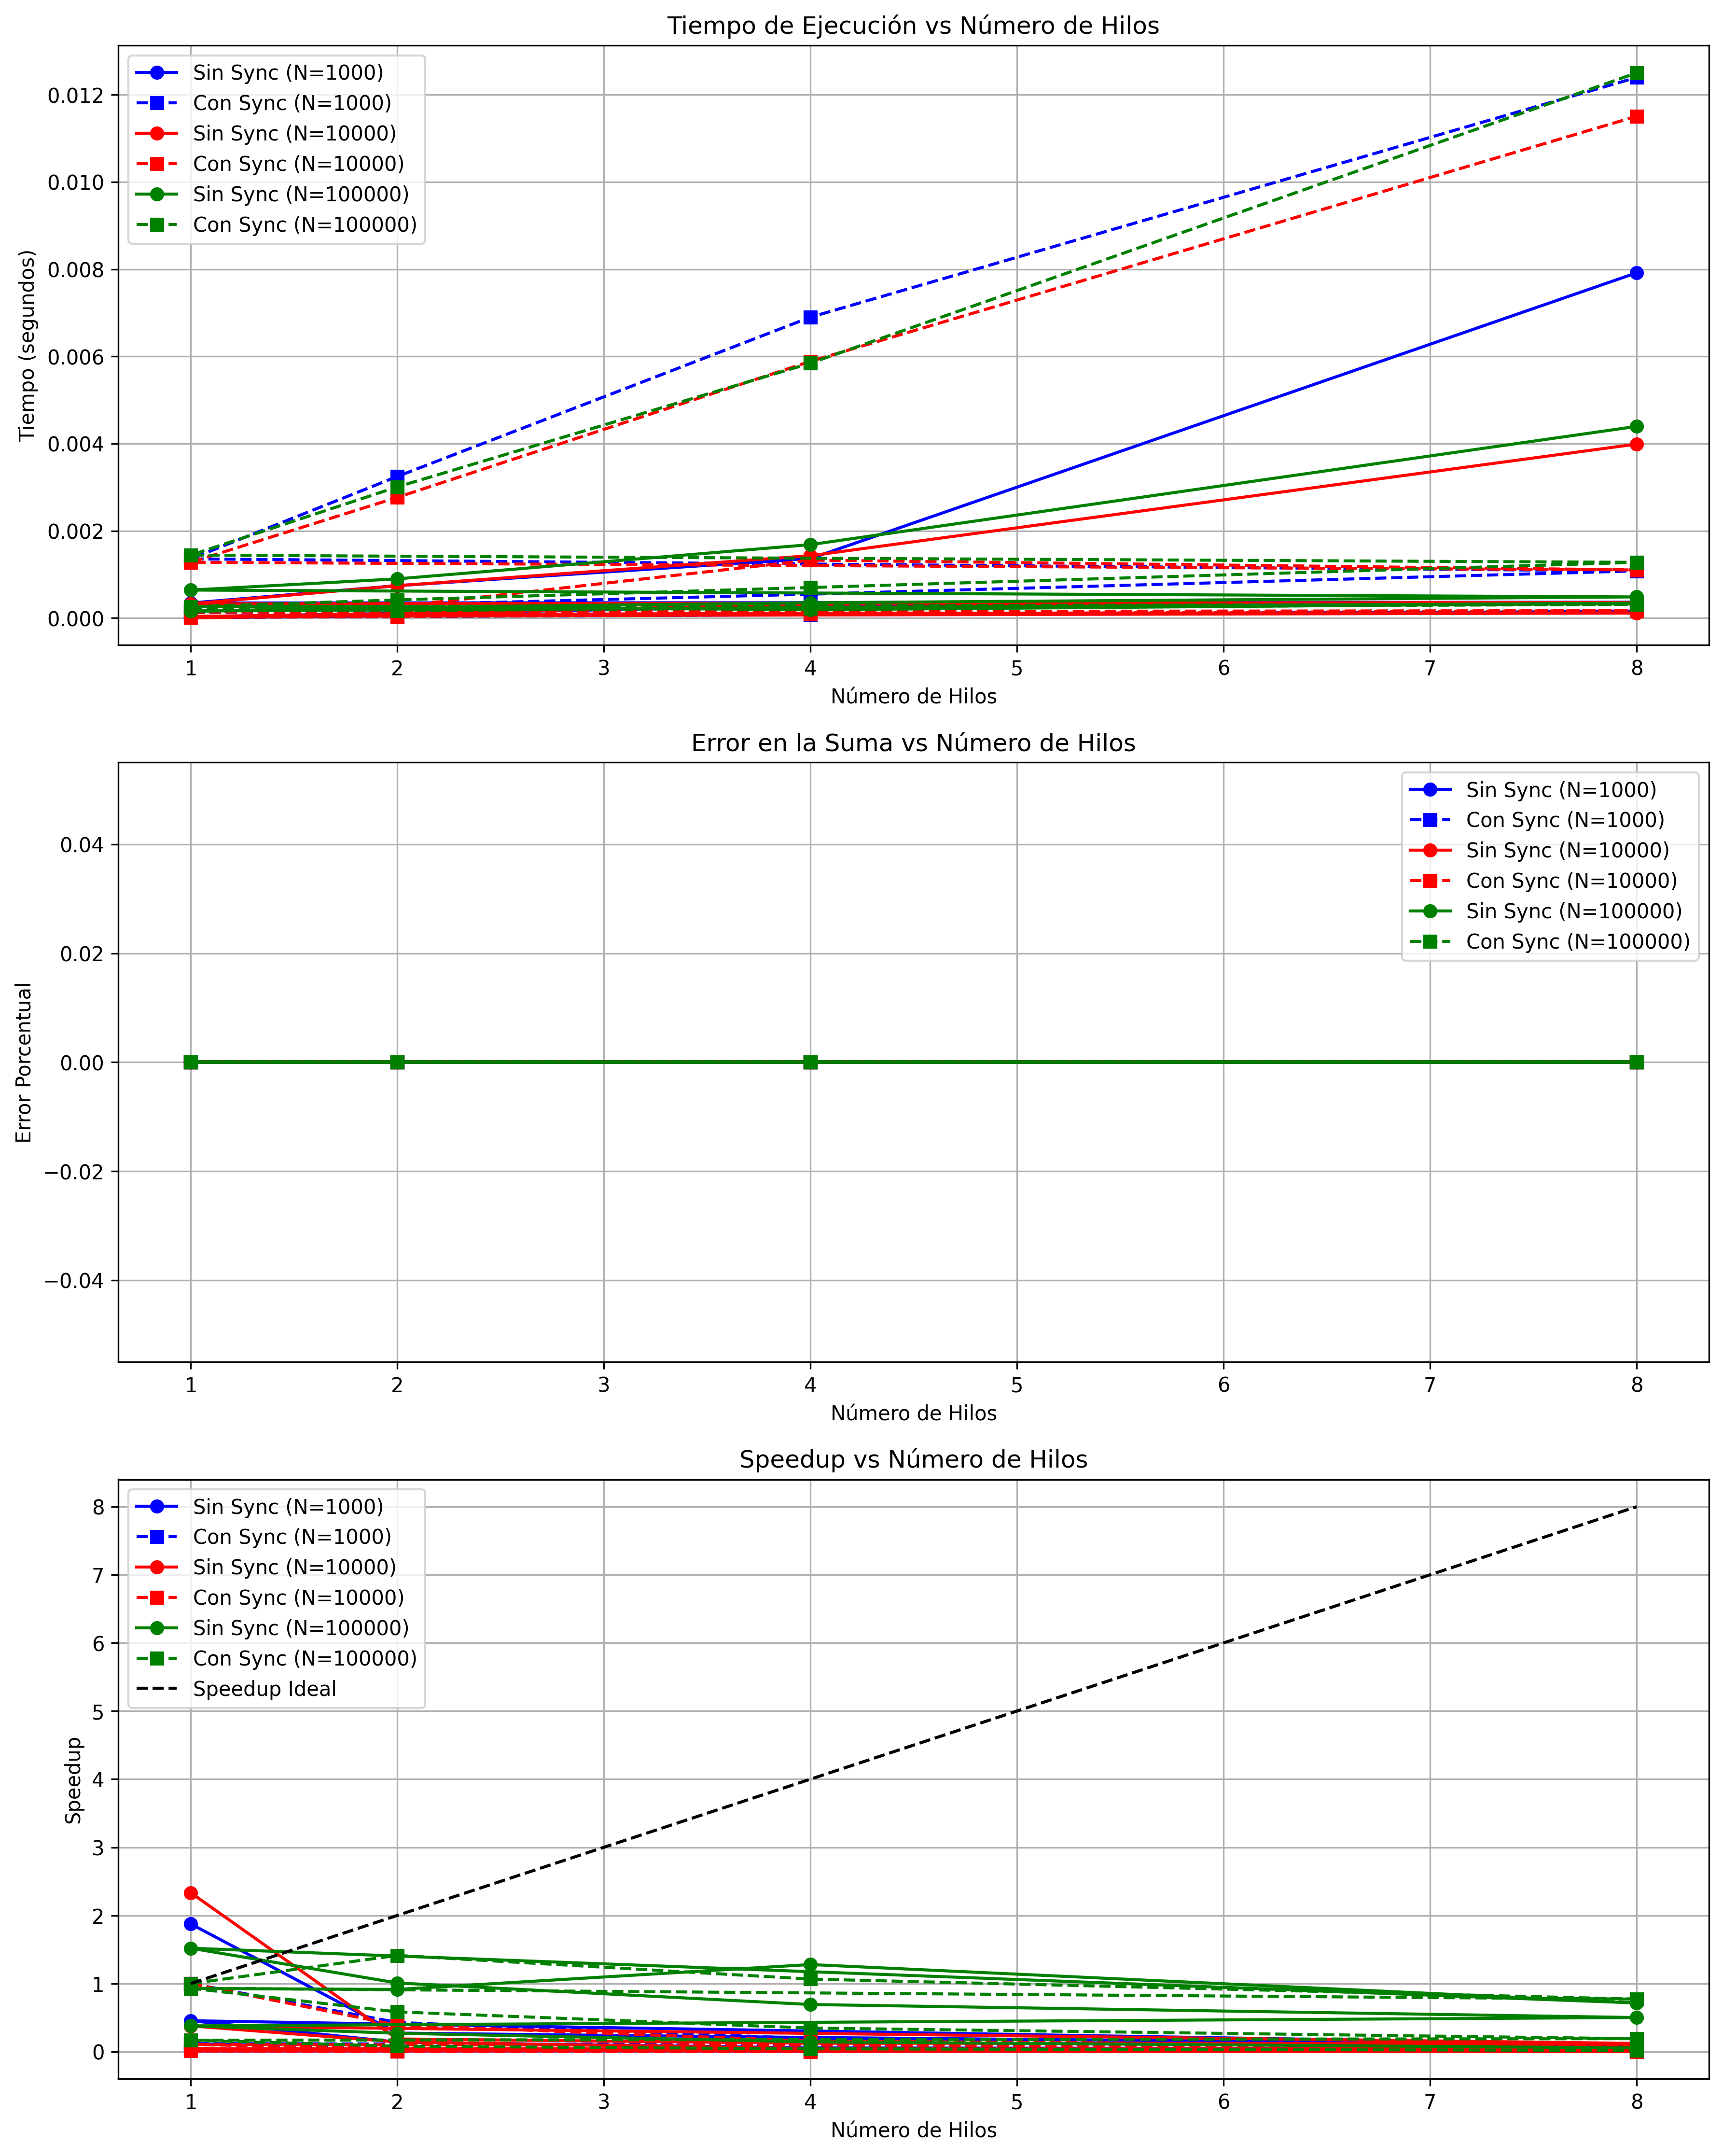 Tiempo de Ejecución vs Número de Hilos
Sin Sync (N=1000)
Con Sync (N=1000)
Sin Sync (N=10000)
Con Sync (N=10000)
Sin Sync (N=100000)
Con Sync (N=100000)
Tiempo (segundos)
0.012
0.010
0.008
0.006
0.004
0.002
0.000
1 2 3 4 5 6 7 8
Número de Hilos
Error en la Suma vs Número de Hilos
Sin Sync (N=1000)
Con Sync (N=1000)
Sin Sync (N=10000)
Con Sync (N=10000)
Sin Sync (N=100000)
Con Sync (N=100000)
Error Porcentual
0.04
0.02
0.00
−0.02
−0.04
1 2 3 4 5 6 7 8
Número de Hilos
Speedup vs Número de Hilos
Sin Sync (N=1000)
Con Sync (N=1000)
Sin Sync (N=10000)
Con Sync (N=10000)
Sin Sync (N=100000)
Con Sync (N=100000)
Speedup Ideal
Speedup
8
7
6
5
4
3
2
1
0
1 2 3 4 5 6 7 8
Número de Hilos